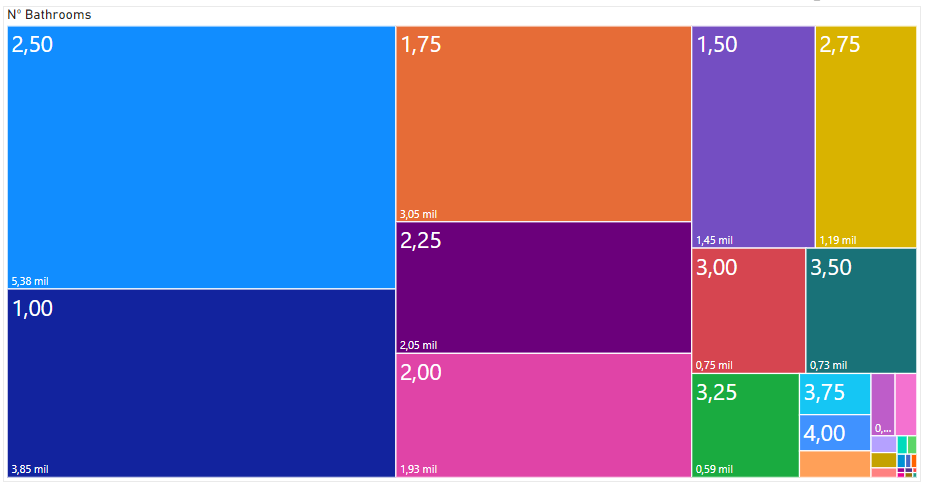 Nº Bathrooms
2,50
5,38 mil
1,00
3,85 mil
1,75
3,05 mil
2,25
2,05 mil
2,00
1,93 mil
1,50
1,45 mil
2,75
1,19 mil
3,00
0,75 mil
3,50
0,73 mil
3,25
0,59 mil
3,75
4,00
0,...